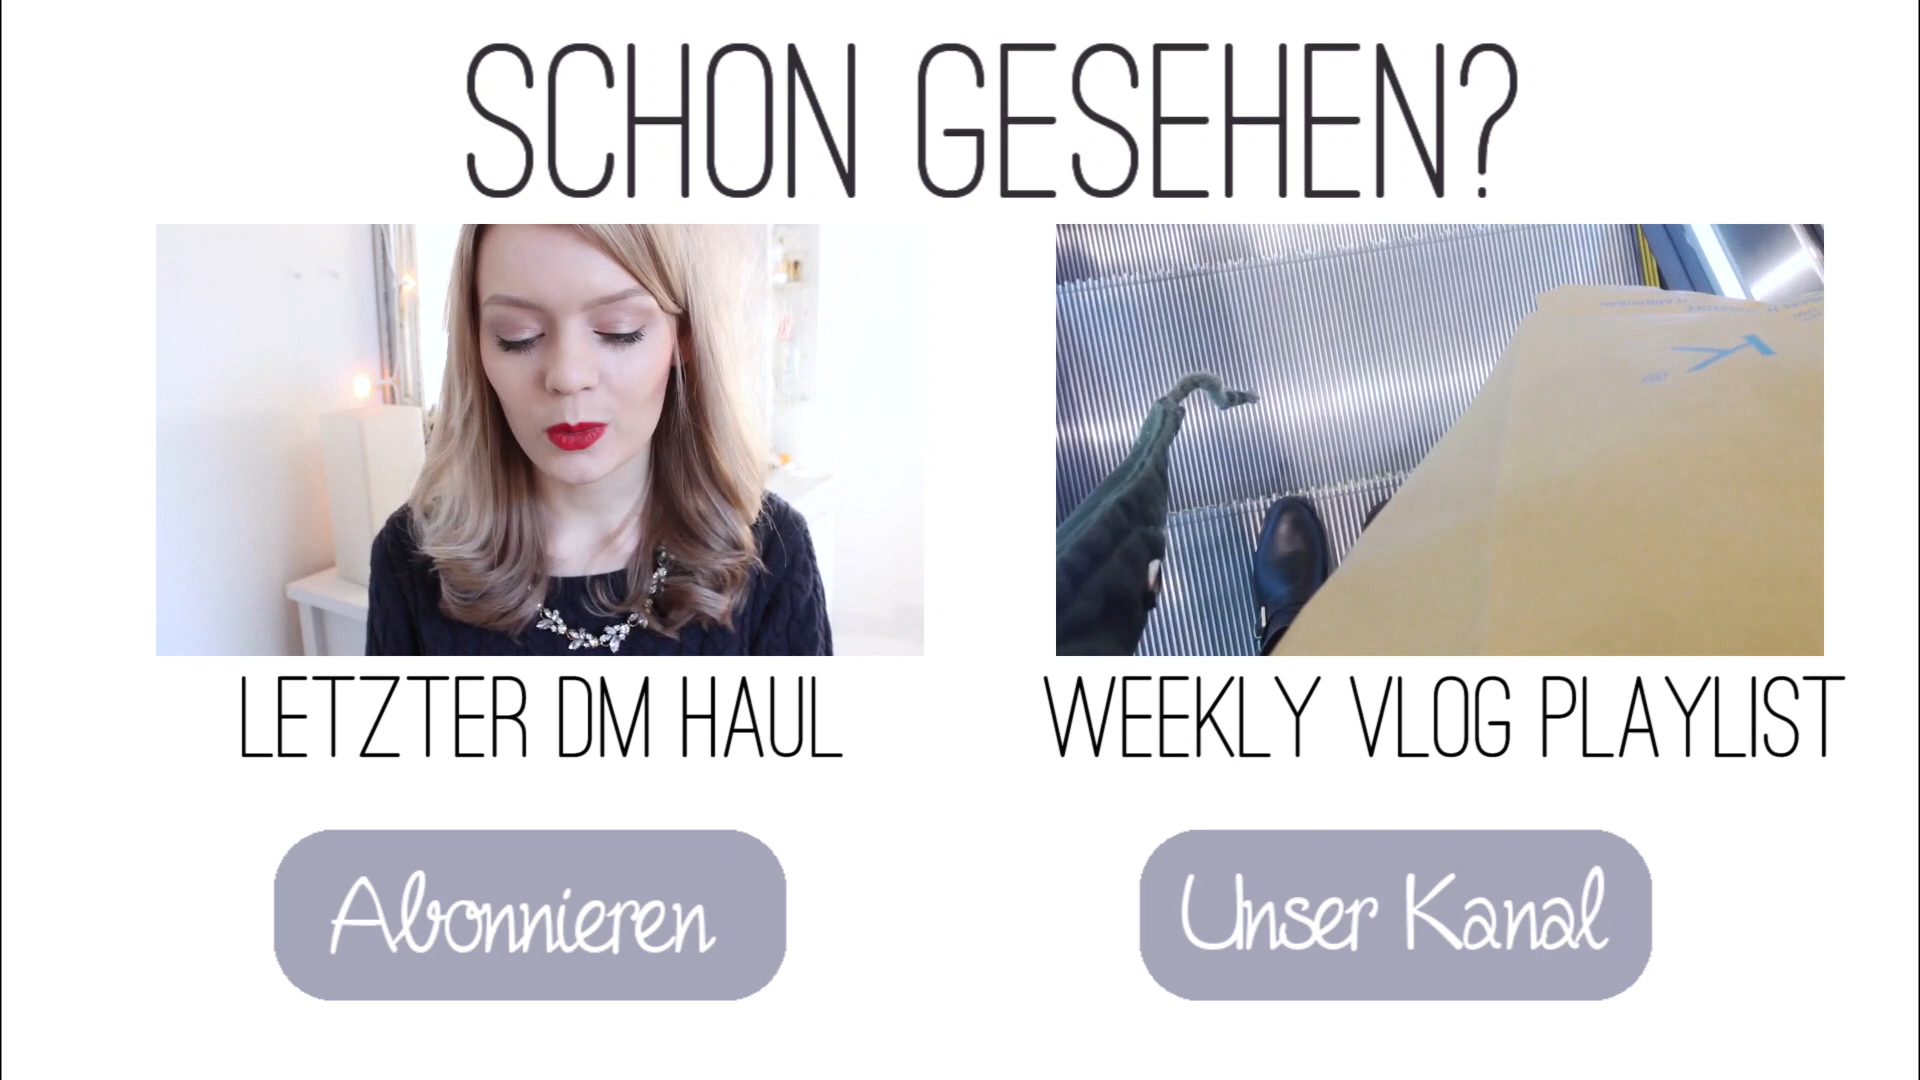 SCHON GESEHEN?
LETZTER DM HAUL
WEEKLY VLOG PLAYLIST
Abonnieren
Unser Kanal